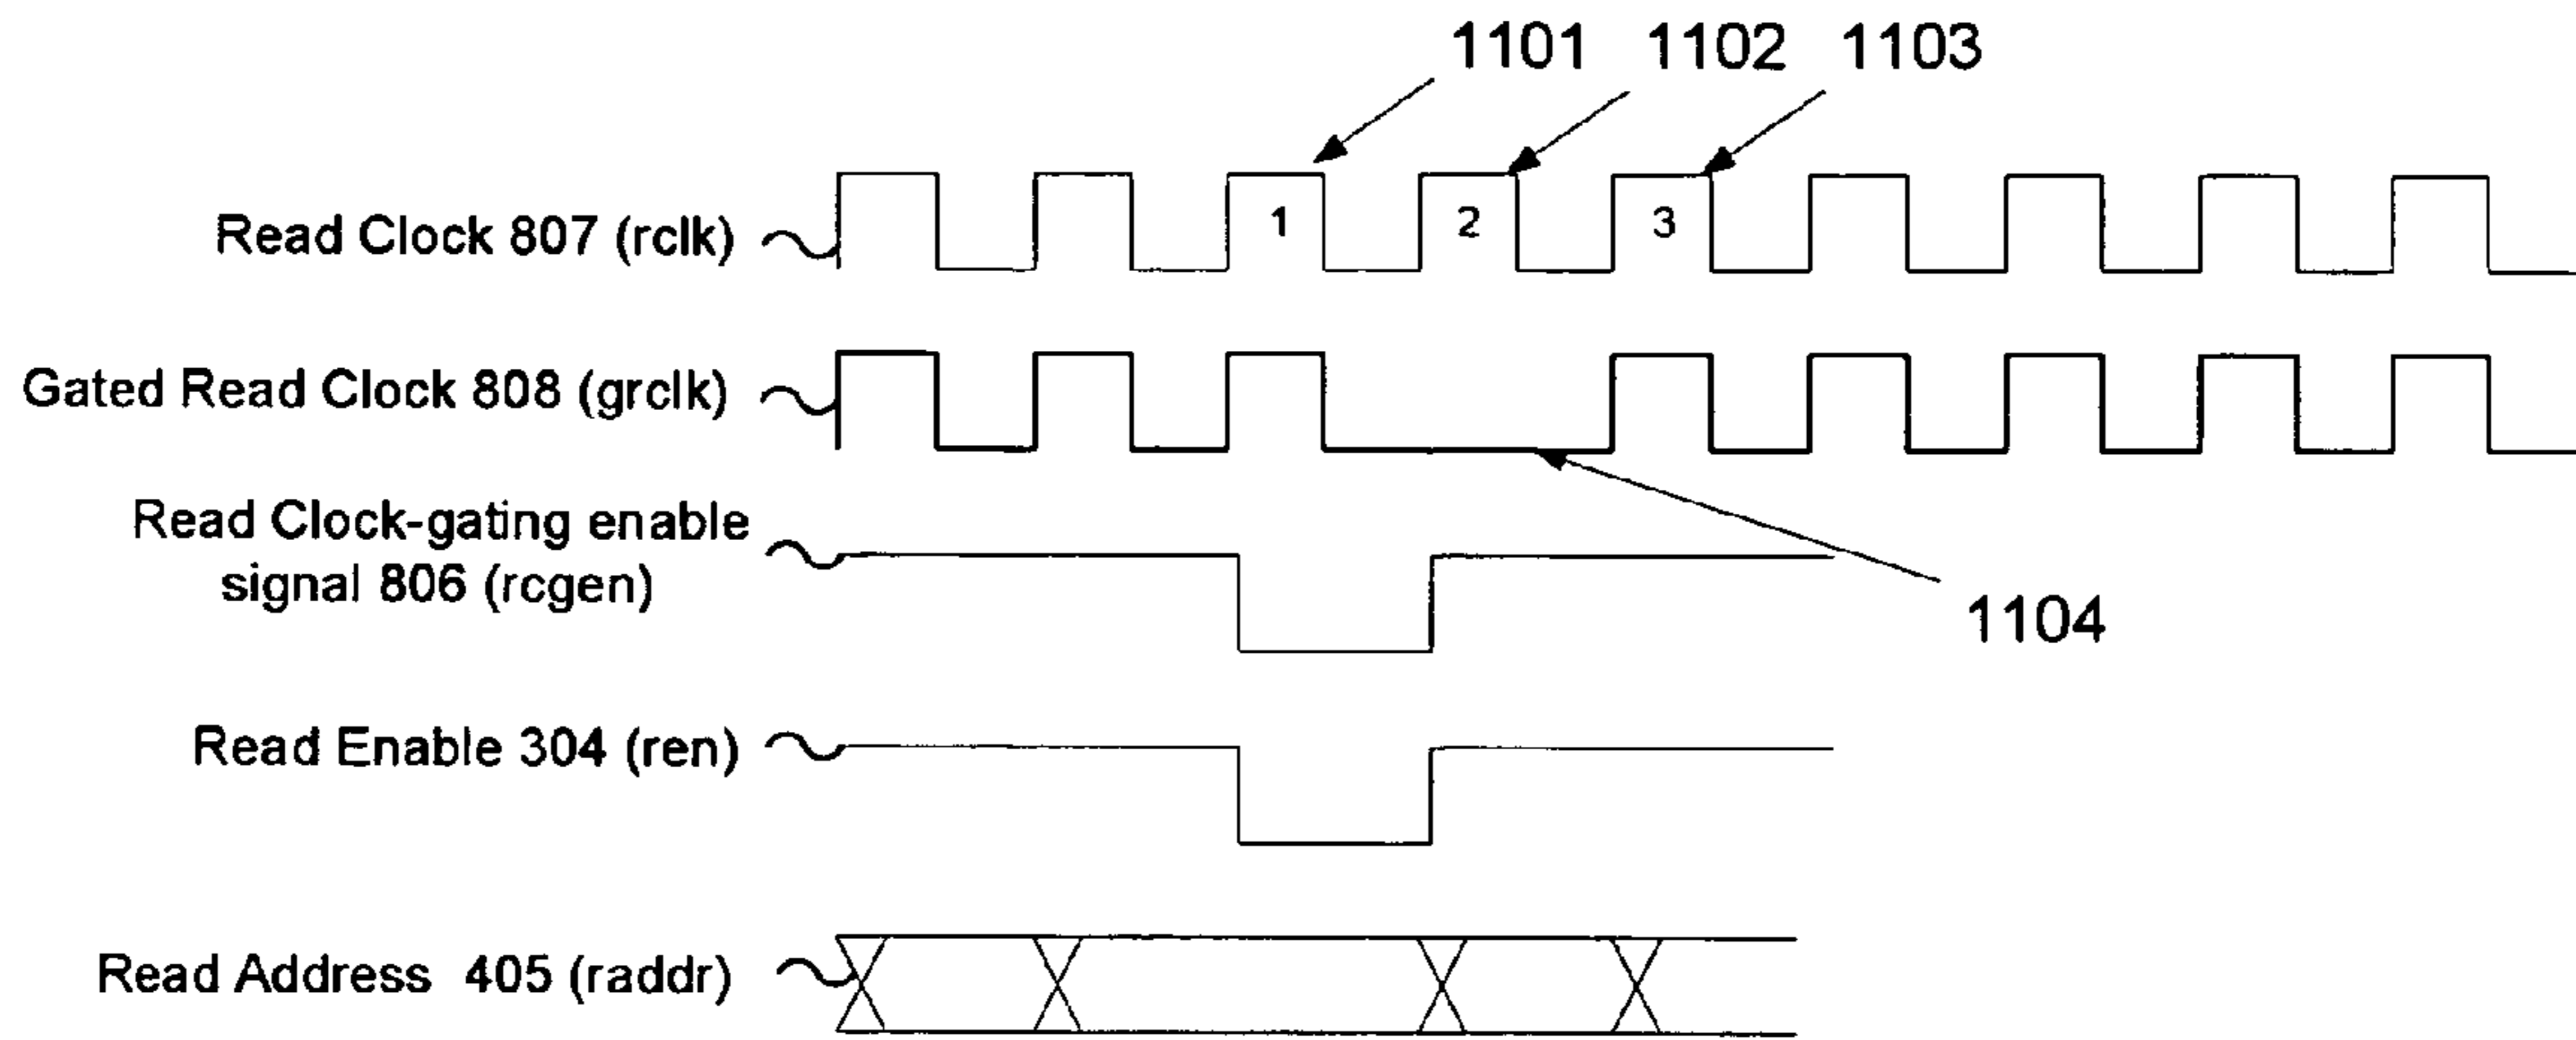 1101 1102 1103
Read Clock 807 (rclk)
1 2 3
Gated Read Clock 808 (grclk)
Read Clock-gating enable
signal 806 (rcgen)
1104
Read Enable 304 (ren)
Read Address 405 (raddr)